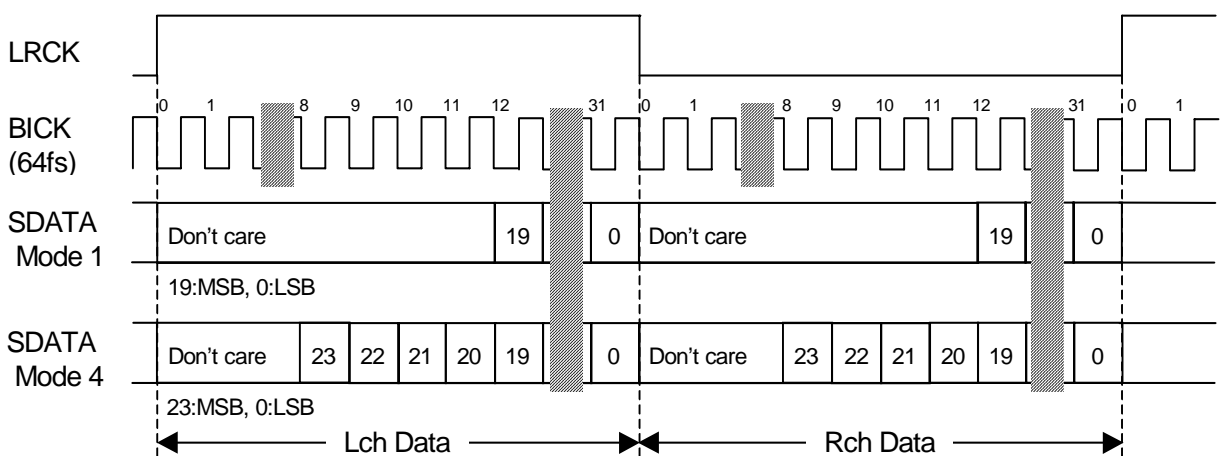 LRCK
0 1 8 9 10 11 12 31 0 1 8 9 10 11 12 31 0 1
BICK
(64fs)
SDATA
Mode 1
Don't care 19 0 Don't care 19 0
19:MSB, 0:LSB
SDATA
Mode 4
Don't care 23 22 21 20 19 0 Don't care 23 22 21 20 19 0
23:MSB, 0:LSB
Lch Data Rch Data